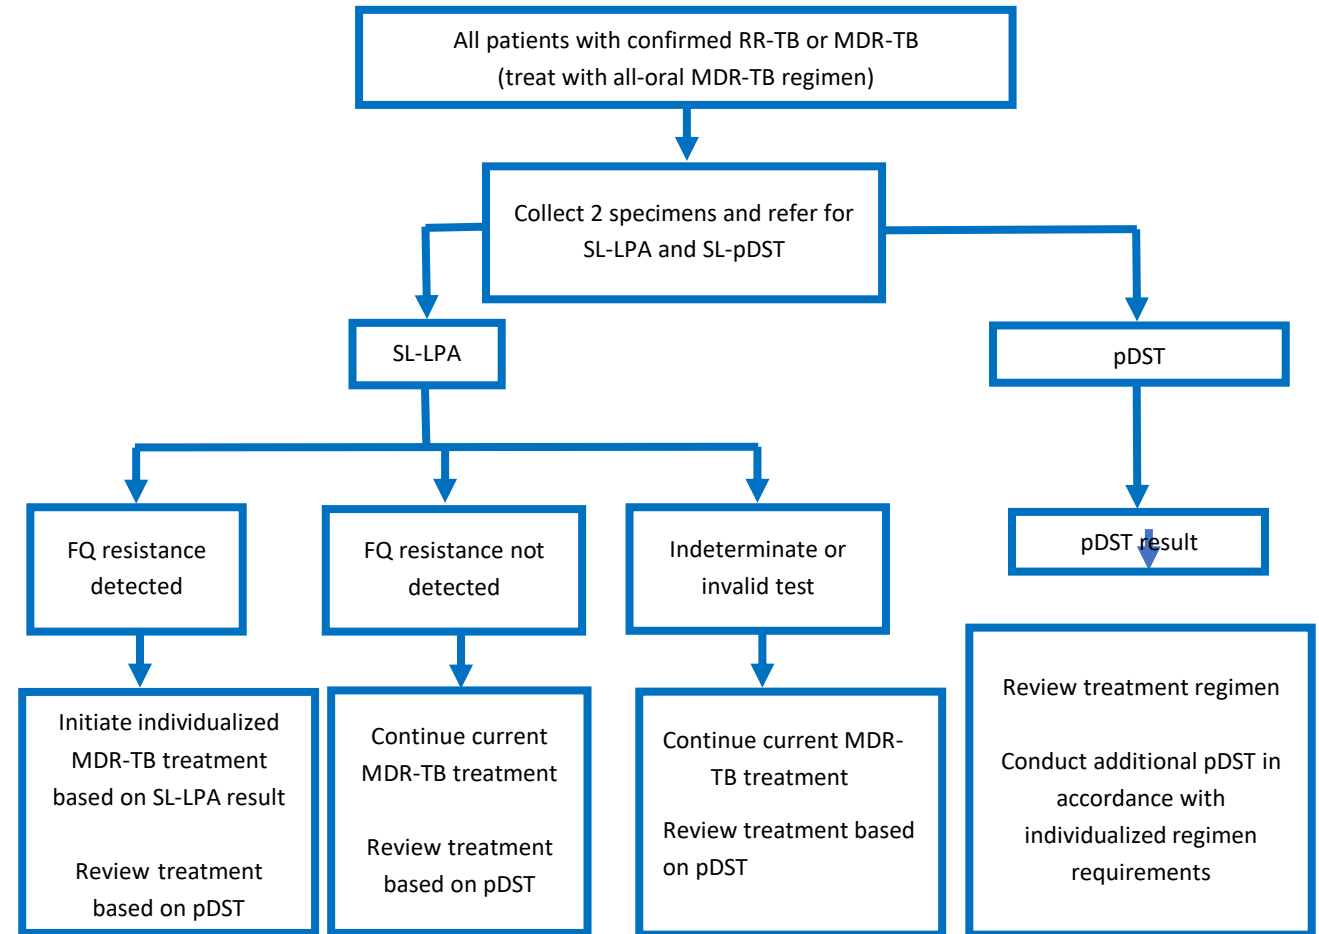 All patients with confirmed RR-TB or MDR-TB
(treat with all-oral MDR-TB regimen)
Collect 2 specimens and refer for
SL-LPA and SL-pDST
SL-LPA
pDST
FQ resistance
detected
FQ resistance not
detected
Indeterminate or
invalid test
pDST result
Initiate individualized
MDR-TB treatment
based on SL-LPA result
Review treatment
based on pDST
Continue current
MDR-TB treatment
Review treatment
based on pDST
Continue current MDR-
TB treatment
Review treatment based
on pDST
Review treatment regimen
Conduct additional pDST in
accordance with
individualized regimen
requirements